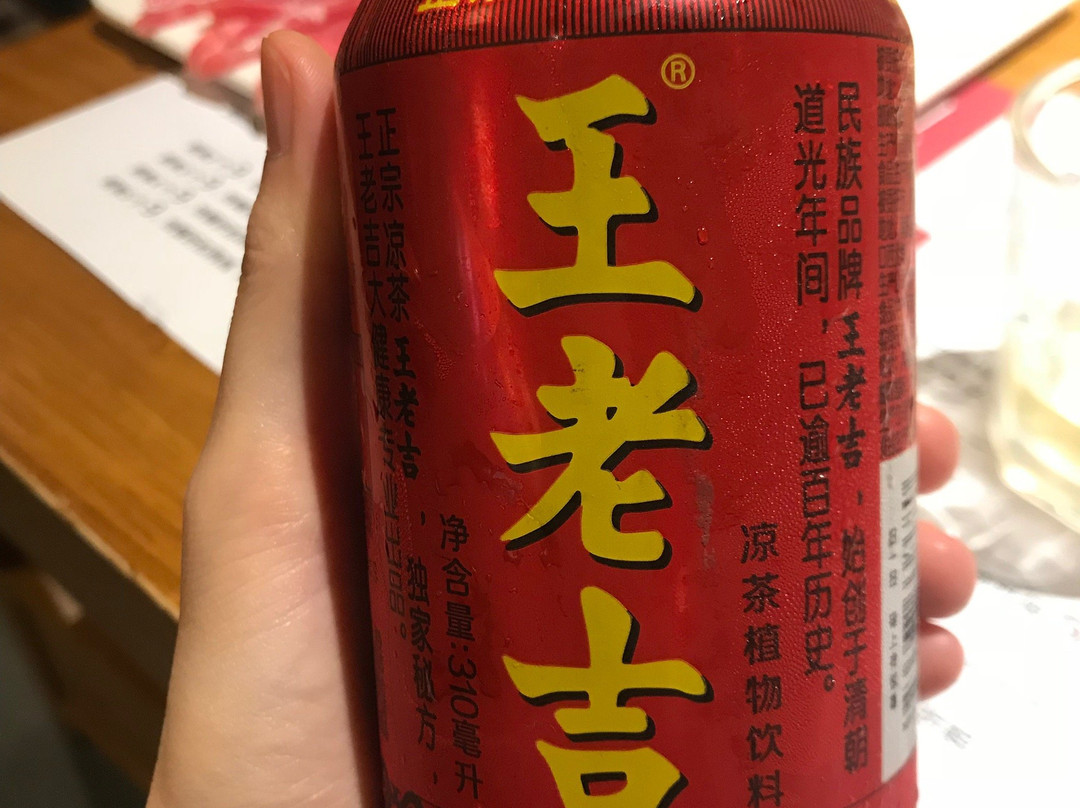 民族品牌王老吉，始创于清朝
道光年间，已逾百年历史。
凉茶植物饮料
王老吉®
净含量:310毫升
正宗凉茶王老吉，独家秘方，
王老吉大健康专业出品。